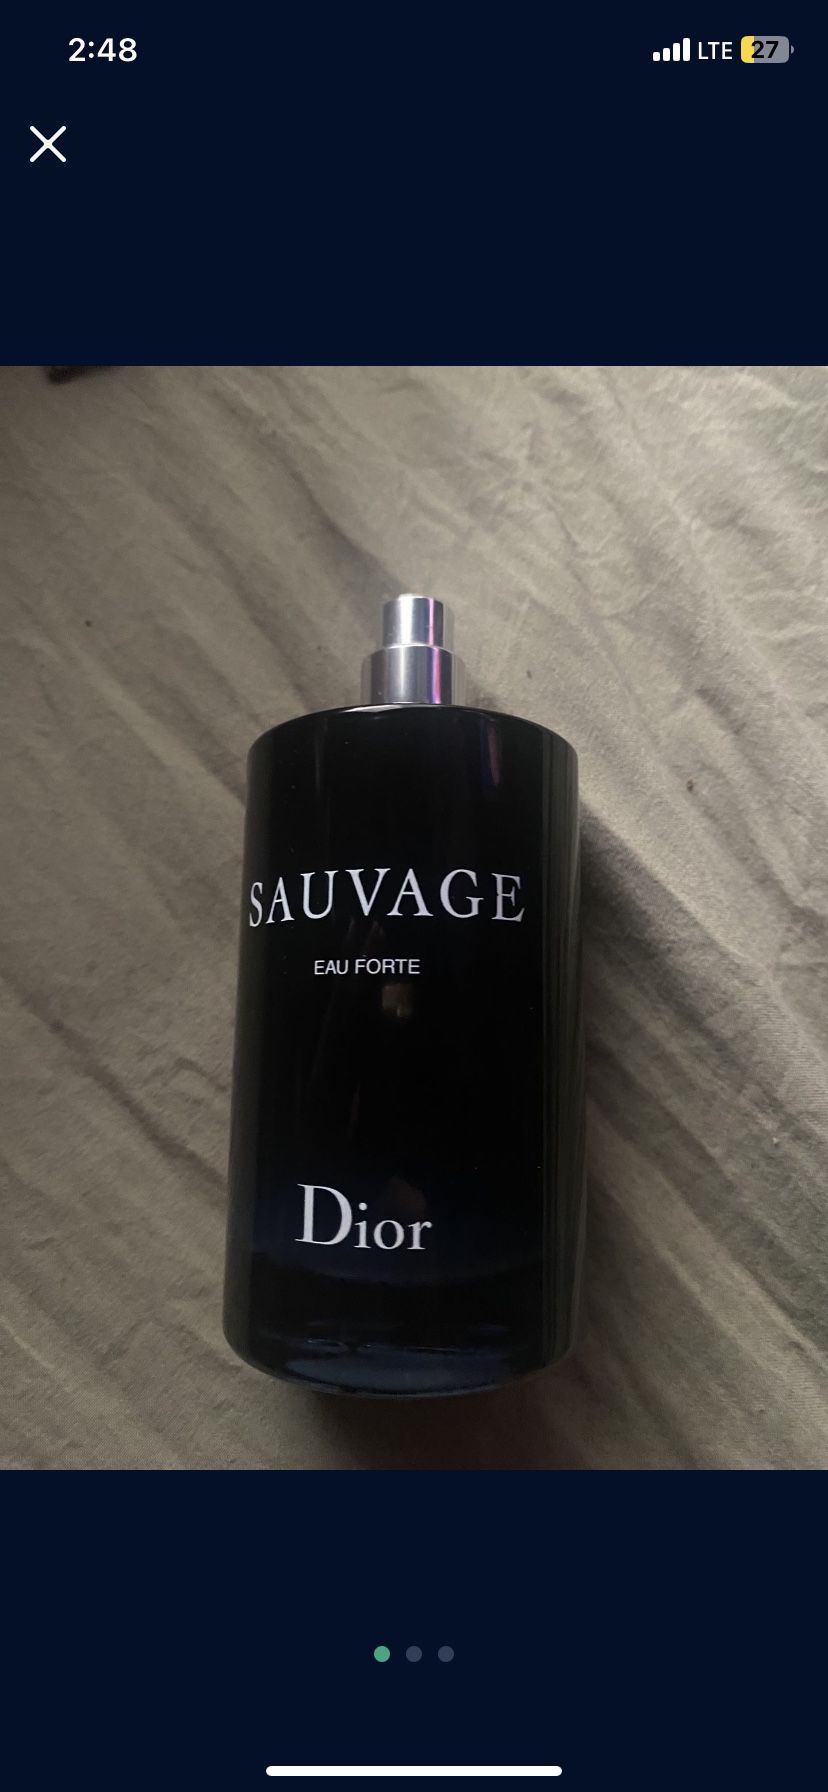 2:48
LTE 27
SAUVAGE
EAU FORTE
Dior